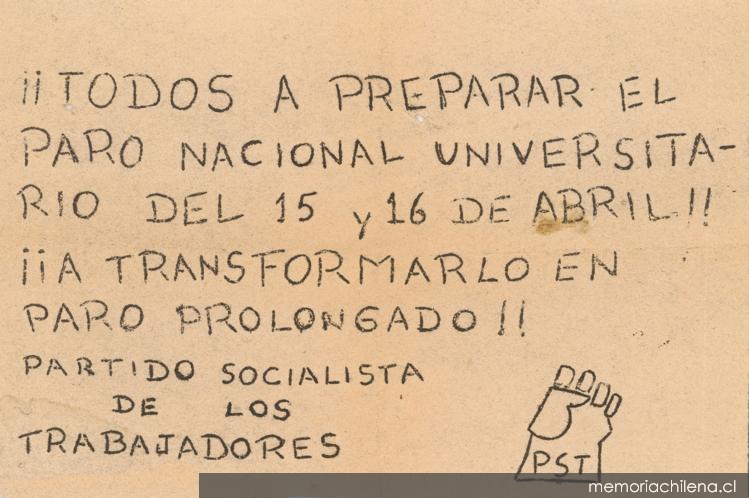 ¡¡TODOS A PREPARAR EL
PARO NACIONAL UNIVERSITA-
RIO DEL 15 y 16 DE ABRIL!!
¡¡A TRANSFORMARLO EN
PARO PROLONGADO!!
PARTIDO SOCIALISTA
DE LOS
TRABAJADORES
PST
memoriachilena.cl